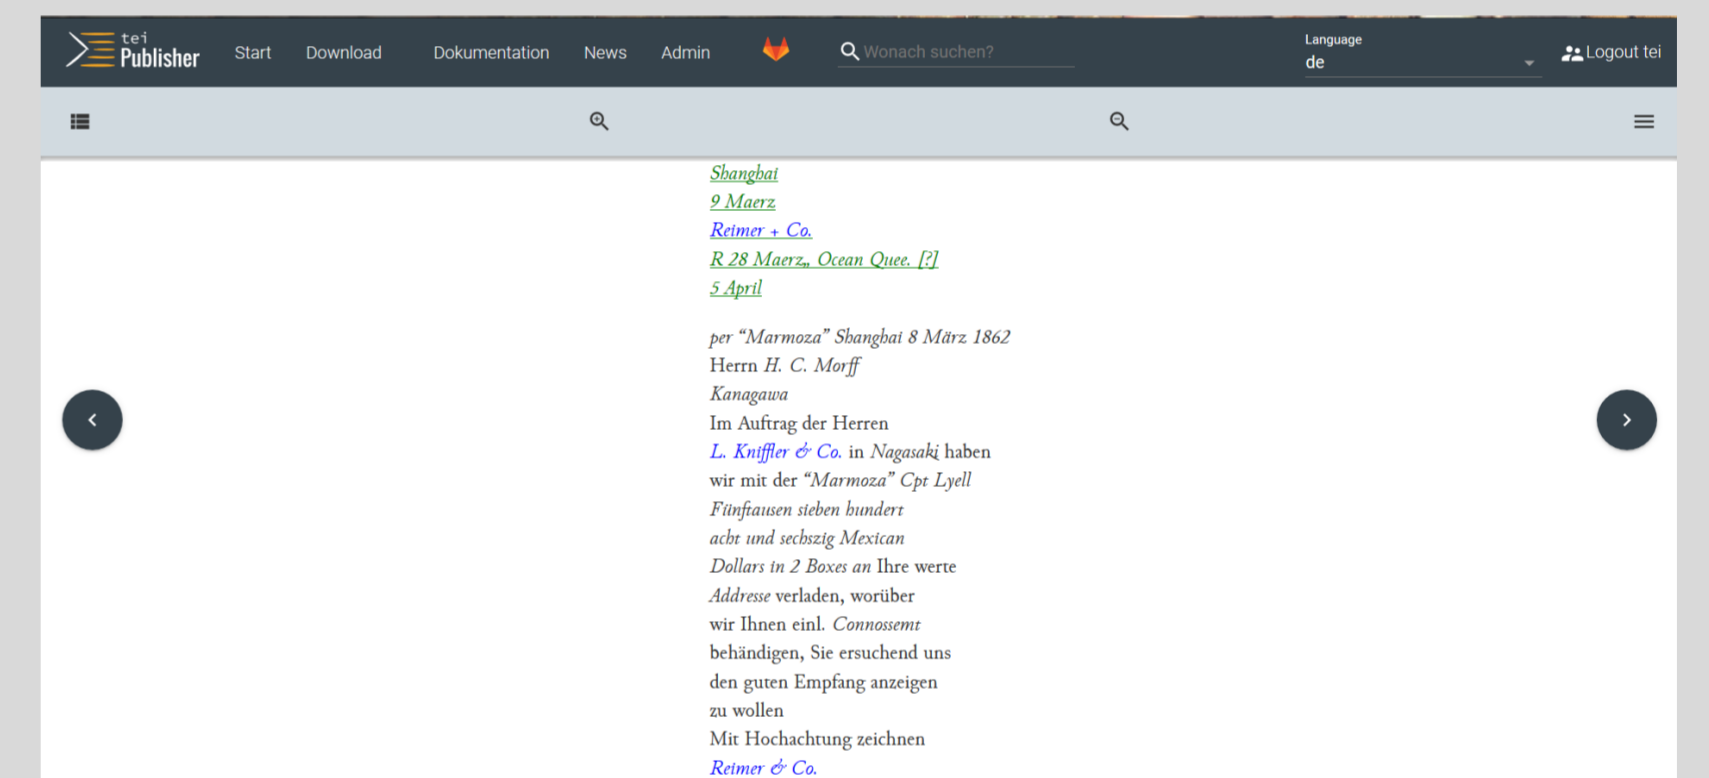 tei
Publisher
Start Download Dokumentation News Admin Wonach suchen? Language
de Logout tei
Shanghai
9 Maerz
Reimer + Co.
R 28 Maerz„ Ocean Quee. [?]
5 April
per “Marmoza” Shanghai 8 März 1862
Herrn H. C. Morff
Kanagawa
Im Auftrag der Herren
L. Kniffler & Co. in Nagasaki haben
wir mit der “Marmoza” Cpt Lyell
Fünftausen sieben hundert
acht und sechszig Mexican
Dollars in 2 Boxes an Ihre werte
Addresse verladen, worüber
wir Ihnen einl. Connossemt
behändigen, Sie ersuchend uns
den guten Empfang anzeigen
zu wollen
Mit Hochachtung zeichnen
Reimer & Co.